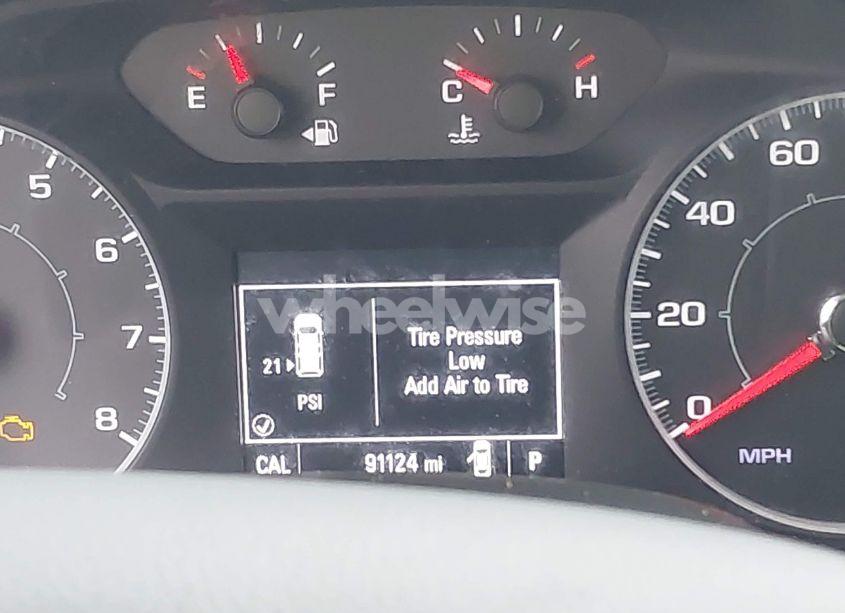 E F
C H
5
6
7
8
60
40
20
0
MPH
wheelwise
21
PSI
Tire Pressure
Low
Add Air to Tire
CAL 91124 mi P